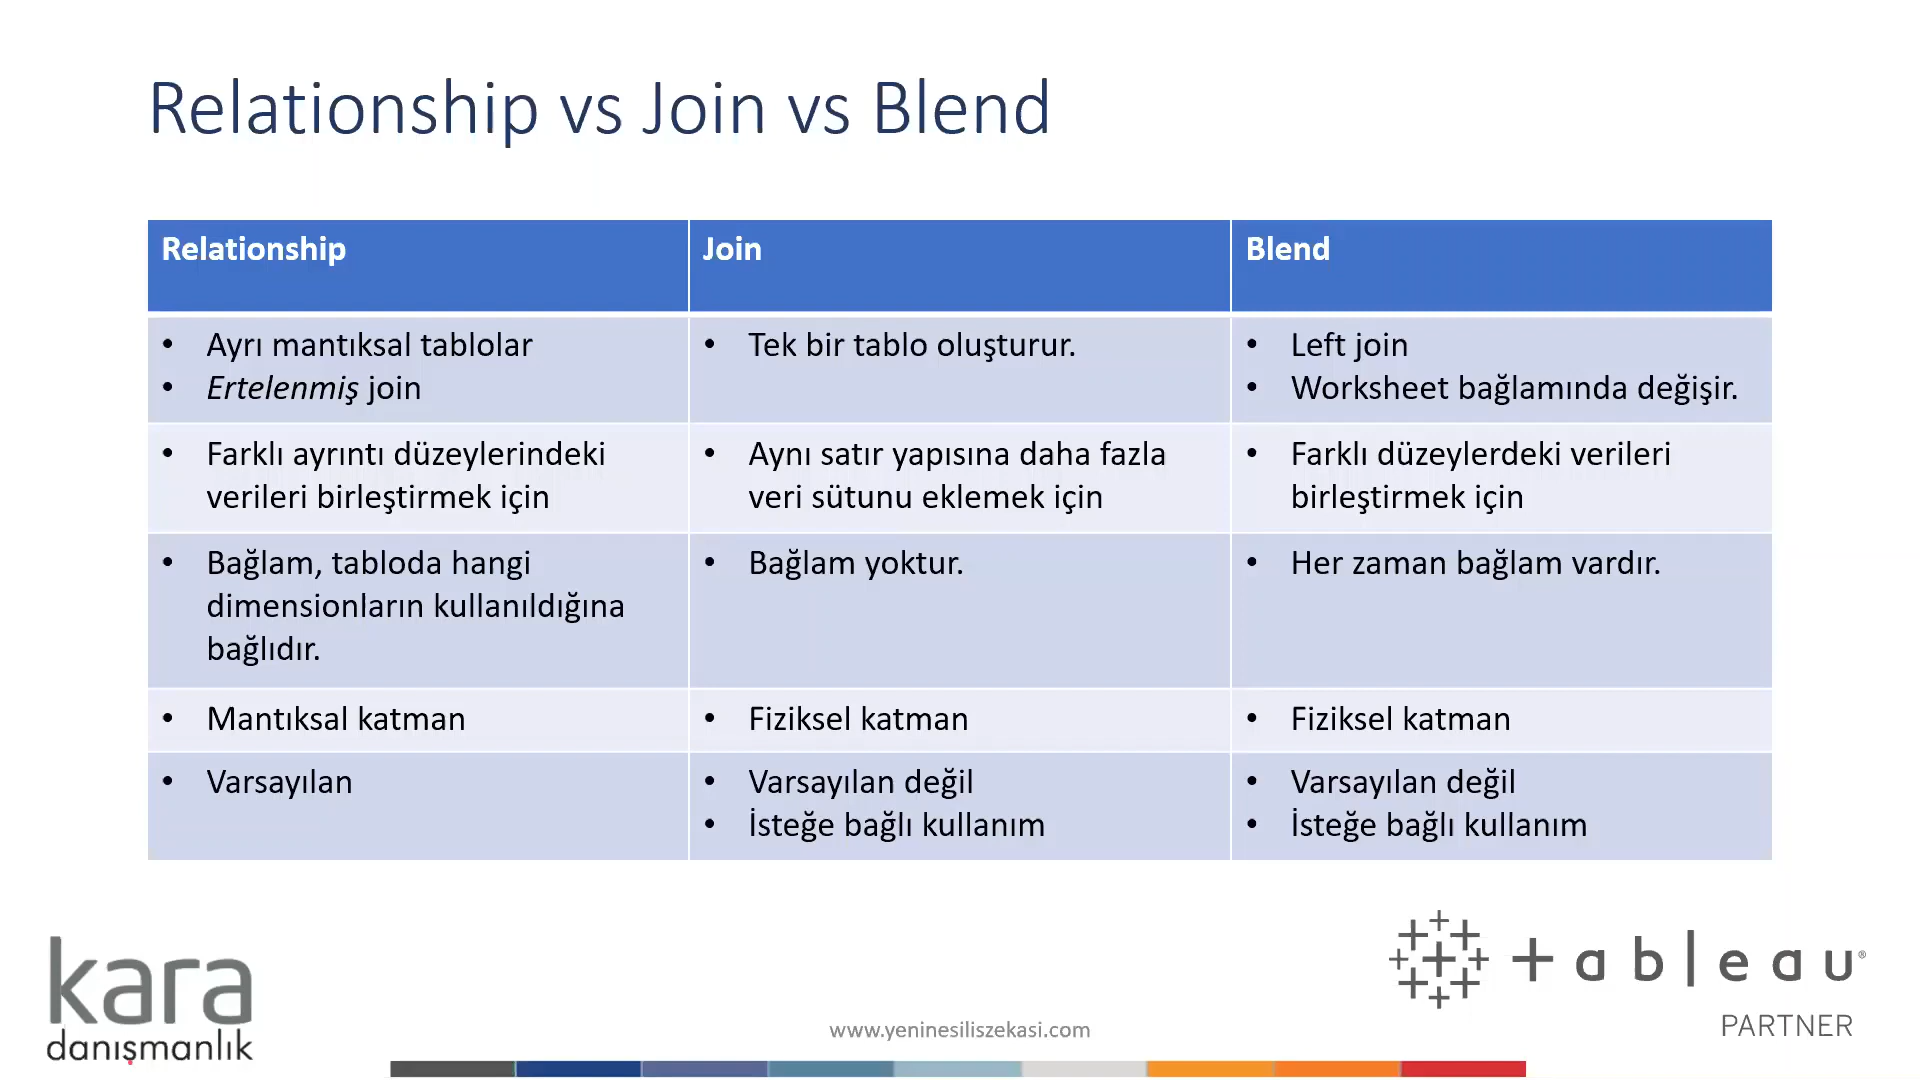 Relationship vs Join vs Blend
Relationship
Join
Blend
• Ayrı mantıksal tablolar
• Ertelenmiş join
• Tek bir tablo oluşturur.
• Left join
• Worksheet bağlamında değişir.
• Farklı ayrıntı düzeylerindeki
verileri birleştirmek için
• Aynı satır yapısına daha fazla
veri sütunu eklemek için
• Farklı düzeylerdeki verileri
birleştirmek için
• Bağlam, tabloda hangi
dimensionların kullanıldığına
bağlıdır.
• Bağlam yoktur.
• Her zaman bağlam vardır.
• Mantıksal katman
• Fiziksel katman
• Fiziksel katman
• Varsayılan
• Varsayılan değil
• İsteğe bağlı kullanım
• Varsayılan değil
• İsteğe bağlı kullanım
kara
danışmanlık
www.yeninesiliszekasi.com
+ableau®
PARTNER